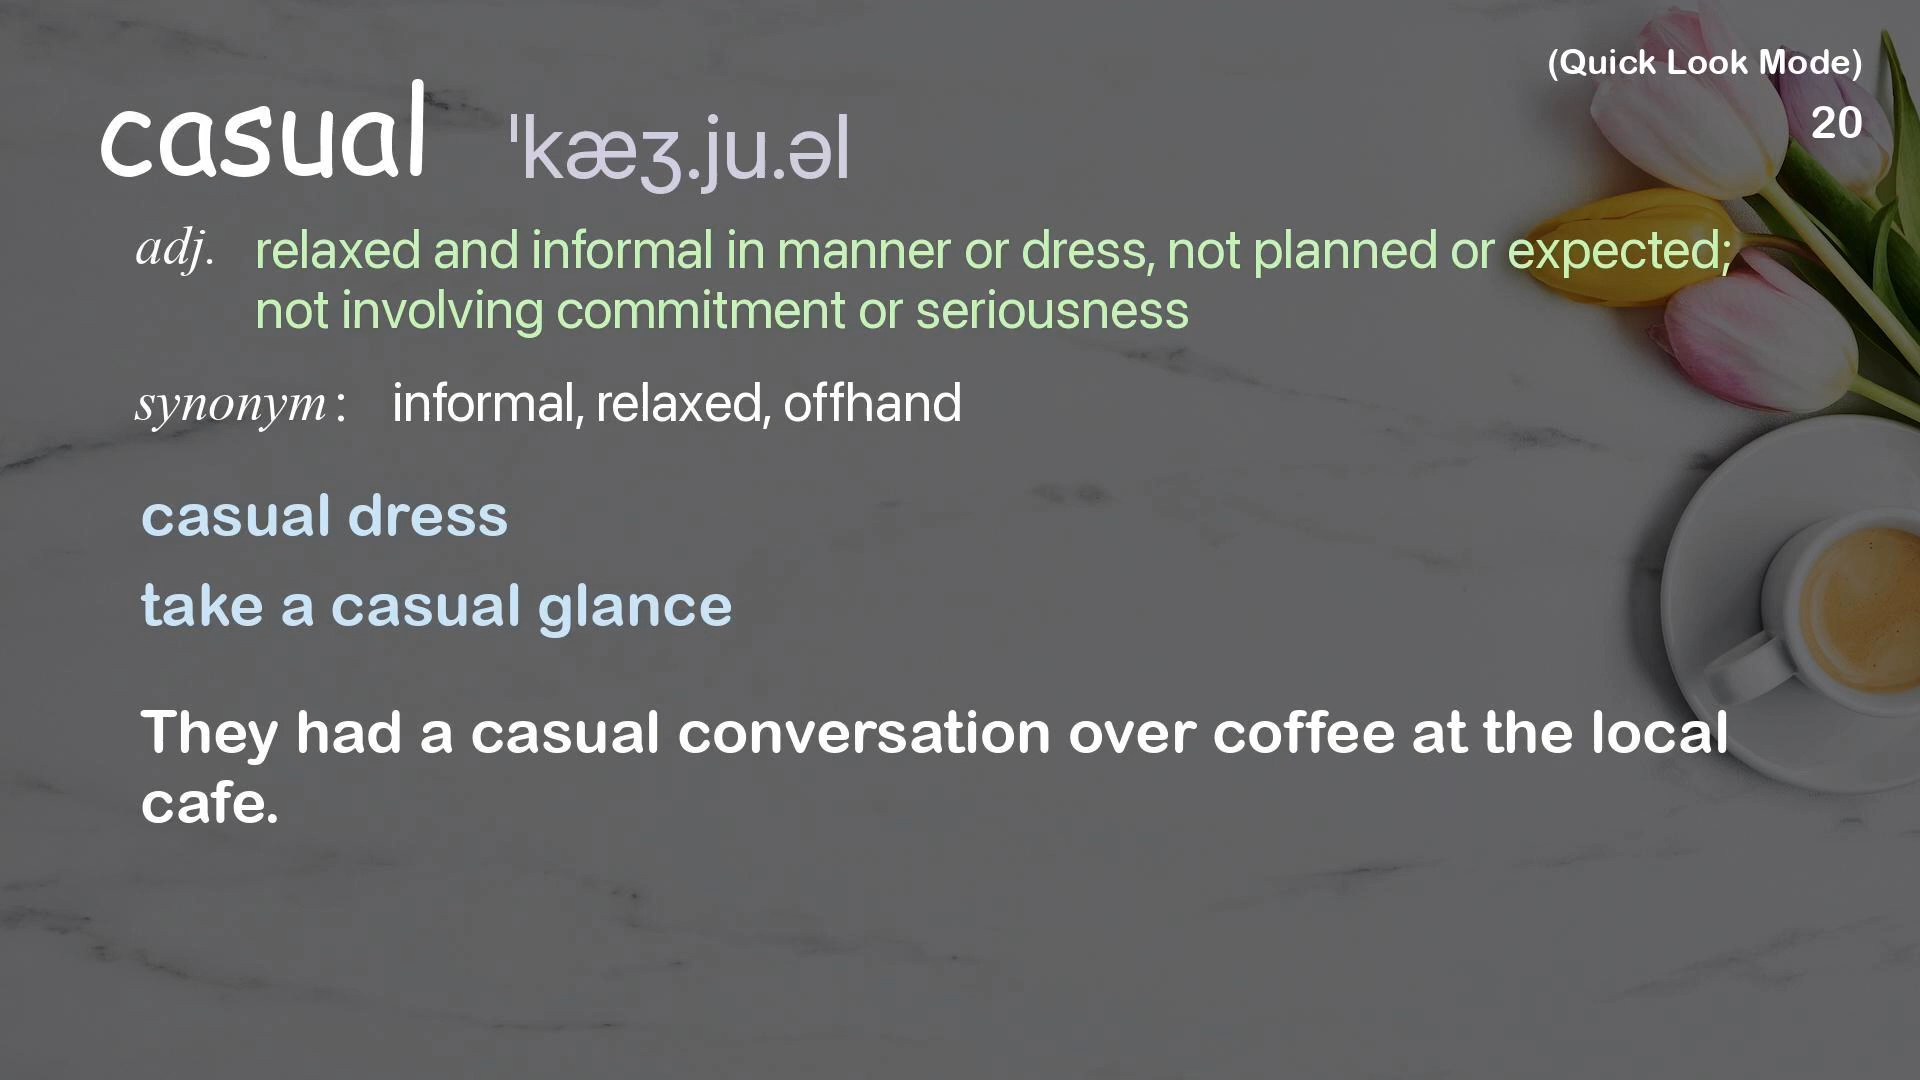 (Quick Look Mode)
20
casual ˈkæʒ.ju.əl
adj. relaxed and informal in manner or dress, not planned or expected;
not involving commitment or seriousness
synonym: informal, relaxed, offhand
casual dress
take a casual glance
They had a casual conversation over coffee at the local
cafe.